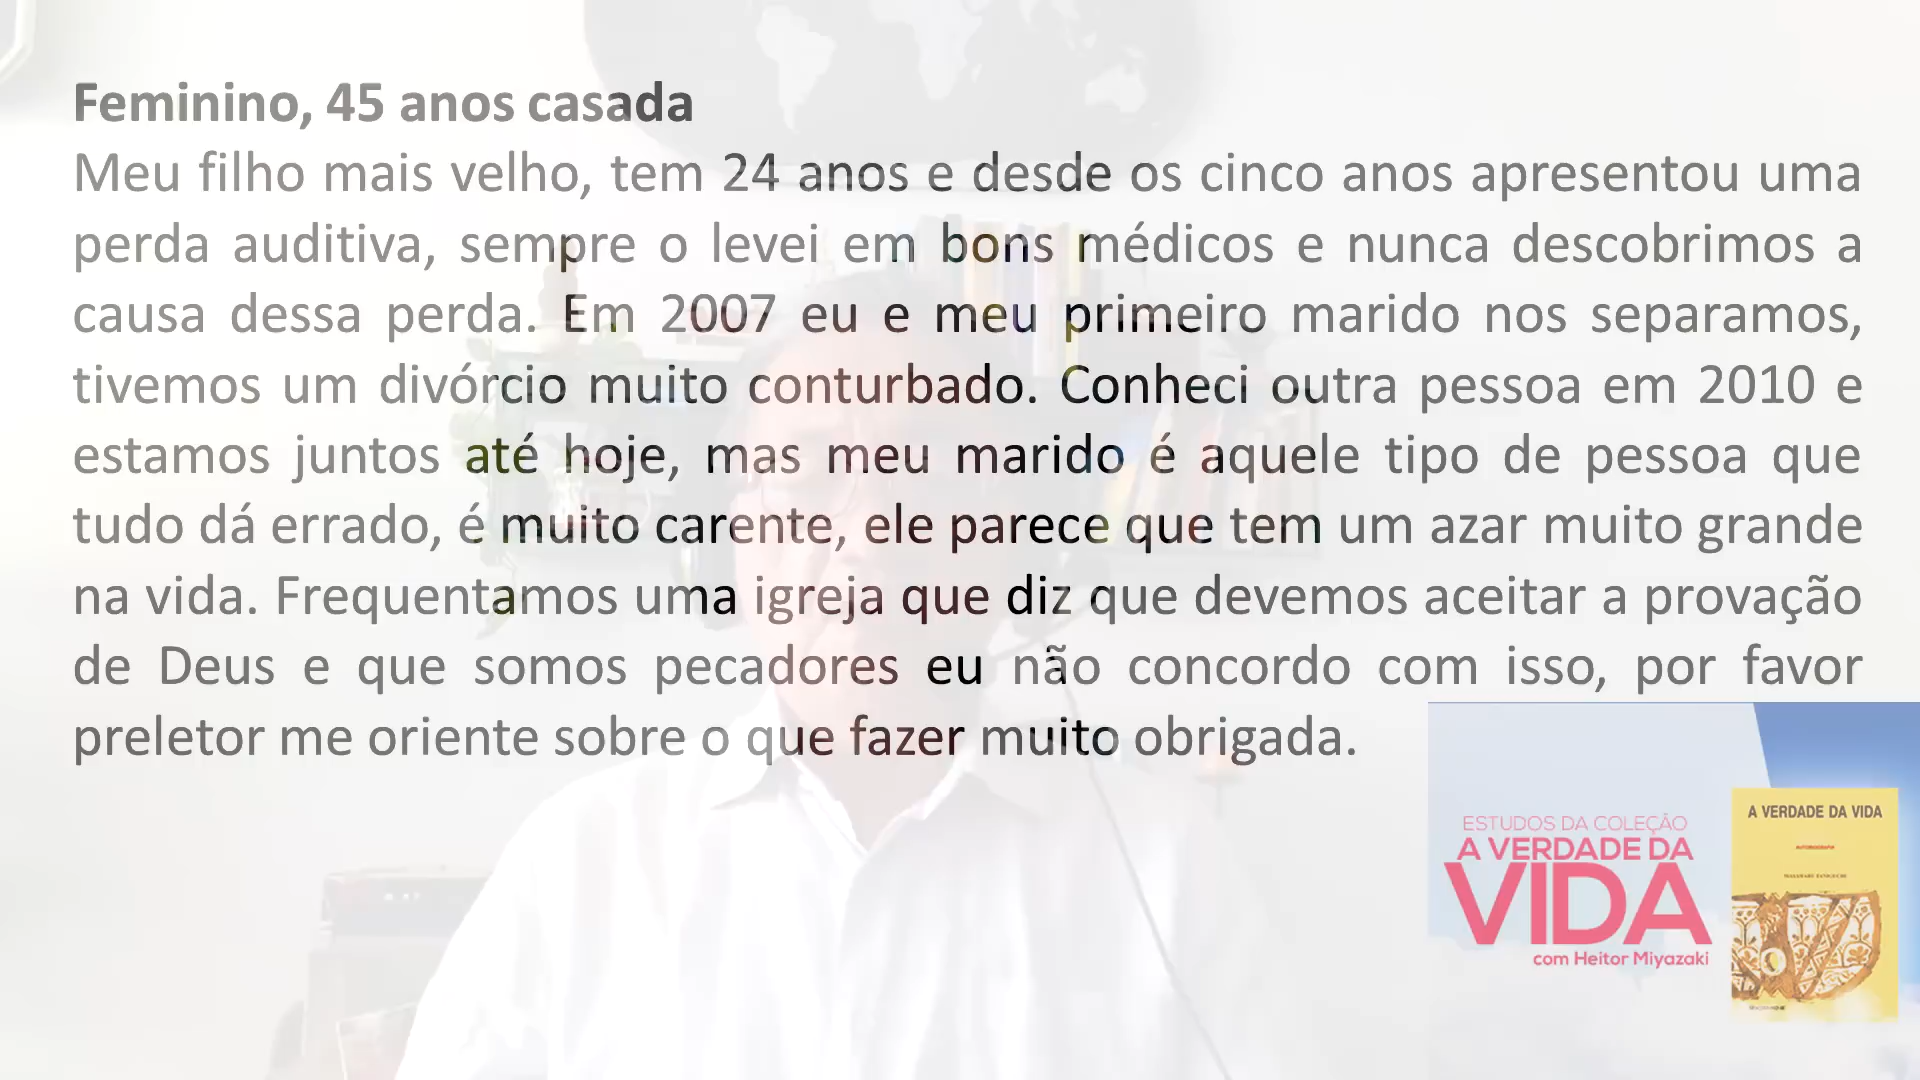 Feminino, 45 anos casada
Meu filho mais velho, tem 24 anos e desde os cinco anos apresentou uma
perda auditiva, sempre o levei em bons médicos e nunca descobrimos a
causa dessa perda. Em 2007 eu e meu primeiro marido nos separamos,
tivemos um divórcio muito conturbado. Conheci outra pessoa em 2010 e
estamos juntos até hoje, mas meu marido é aquele tipo de pessoa que
tudo dá errado, é muito carente, ele parece que tem um azar muito grande
na vida. Frequentamos uma igreja que diz que devemos aceitar a provação
de Deus e que somos pecadores eu não concordo com isso, por favor
preletor me oriente sobre o que fazer muito obrigada.
ESTUDOS DA COLEÇÃO
A VERDADE DA
VIDA
com Heitor Miyazaki
A VERDADE DA VIDA